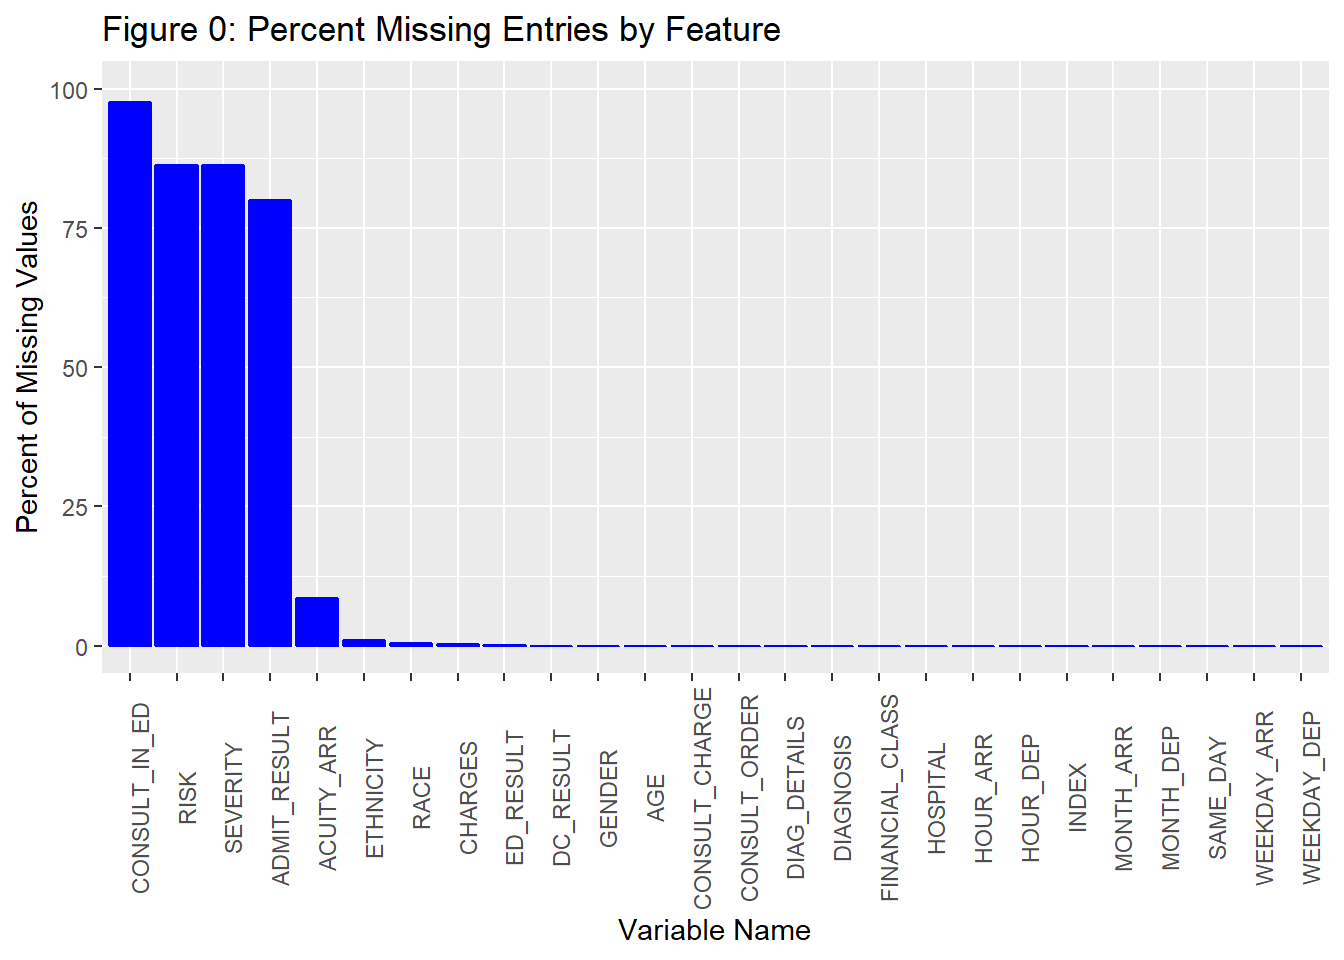 Figure 0: Percent Missing Entries by Feature
Percent of Missing Values
100
75
50
25
0
CONSULT_IN_ED
RISK
SEVERITY
ADMIT_RESULT
ACUITY_ARR
ETHNICITY
RACE
CHARGES
ED_RESULT
DC_RESULT
GENDER
AGE
CONSULT_CHARGE
CONSULT_ORDER
DIAG_DETAILS
DIAGNOSIS
FINANCIAL_CLASS
HOSPITAL
HOUR_ARR
HOUR_DEP
INDEX
MONTH_ARR
MONTH_DEP
SAME_DAY
WEEKDAY_ARR
WEEKDAY_DEP
Variable Name